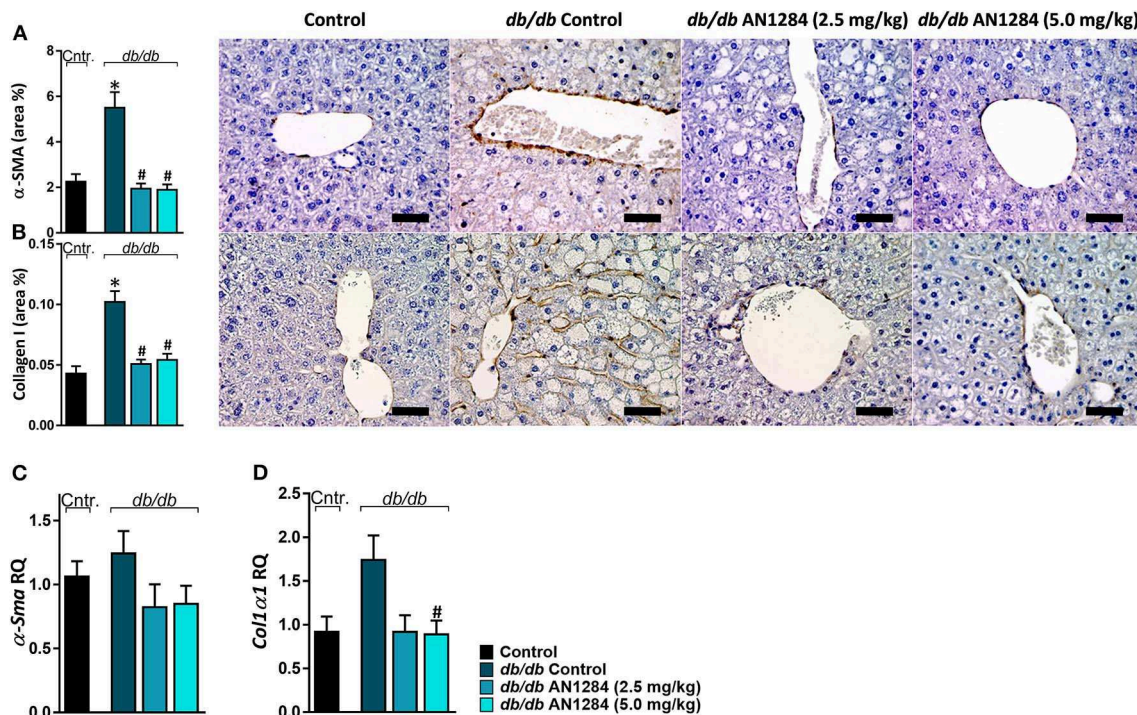 Control
db/db Control
db/db AN1284 (2.5 mg/kg)
db/db AN1284 (5.0 mg/kg)
A
α-SMA (area %)
8
6
4
2
0
Cntr.
db/db
*
#
#
B
Collagen I (area %)
0.15
0.10
0.05
0.00
Cntr.
db/db
*
#
#
C
α-Sma RQ
1.5
1.0
0.5
0.0
Cntr.
db/db
D
Col1α1 RQ
2.5
2.0
1.5
1.0
0.5
0.0
Cntr.
db/db
#
Control
db/db Control
db/db AN1284 (2.5 mg/kg)
db/db AN1284 (5.0 mg/kg)